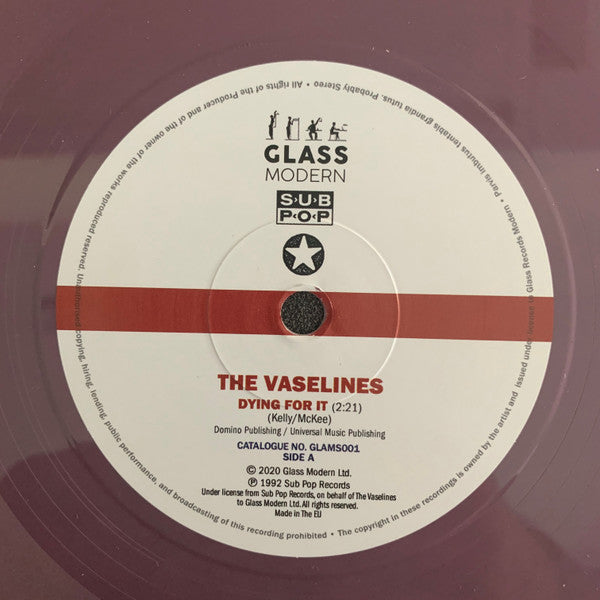 GLASS
MODERN
SUB
POP
THE VASELINES
DYING FOR IT (2:21)
(Kelly/McKee)
Domino Publishing / Universal Music Publishing
CATALOGUE NO. GLAMS001
SIDE A
© 2020 Glass Modern Ltd.
℗ 1992 Sub Pop Records
Under license from Sub Pop Records, on behalf of The Vaselines
to Glass Modern Ltd. All rights reserved.
Made in The EU
• All rights of the Producer and of the owner of the works reproduced reserved. Unauthorised copying, hiring, lending, public performance, and broadcasting of this recording prohibited • The copyright in these recordings is owned by the artist and issued under license to Glass Records Modern • Parvis imbutus tentabis grandia tutus. Probably Stereo